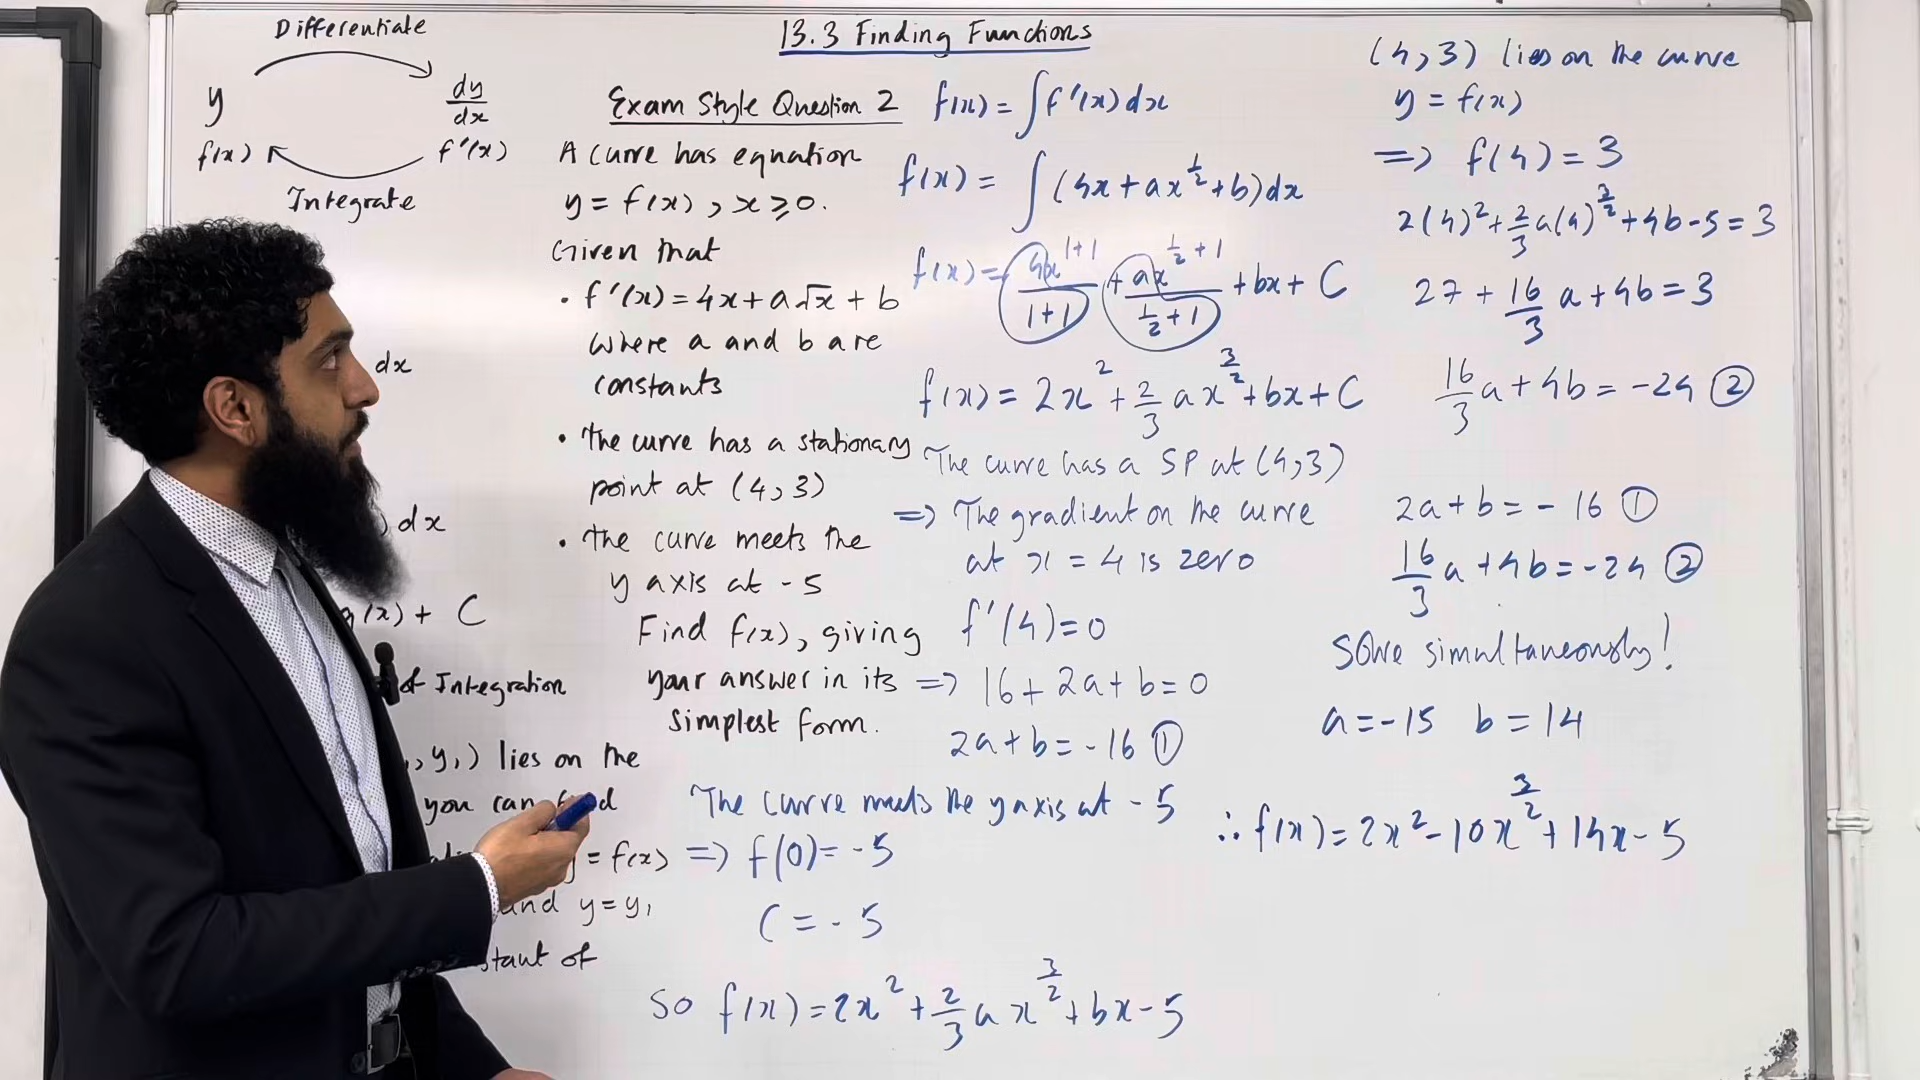 Differentiate
y
dy/dx
f(x)
f'(x)
Integrate
dx
dx
(x) + C
of Integration
, y₁) lies on the
you can find
= f(x)
and y = y₁
of
13.3 Finding Functions
Exam Style Question 2
A curve has equation
y = f(x), x ≥ 0.
Given that
• f'(x) = 4x + a√x + b
where a and b are
constants
• the curve has a stationary
point at (4, 3)
• the curve meets the
y axis at -5
Find f(x), giving
your answer in its
simplest form.
f(x) = ∫f'(x) dx
f(x) = ∫(4x + ax^(1/2) + b) dx
f(x) = 4x^(1+1)/(1+1) + ax^(1/2+1)/(1/2+1) + bx + C
f(x) = 2x² + 2/3 ax^(3/2) + bx + C
The curve has a SP at (4, 3)
=> The gradient on the curve
at x = 4 is zero
f'(4) = 0
=> 16 + 2a + b = 0
2a + b = -16 ①
The curve meets the y axis at -5
=> f(0) = -5
C = -5
So f(x) = 2x² + 2/3 ax^(3/2) + bx - 5
(4, 3) lies on the curve
y = f(x)
=> f(4) = 3
2(4)² + 2/3 a(4)^(3/2) + 4b - 5 = 3
27 + 16/3 a + 4b = 3
16/3 a + 4b = -24 ②
2a + b = -16 ①
16/3 a + 4b = -24 ②
Solve simultaneously!
a = -15 b = 14
∴ f(x) = 2x² - 10x^(3/2) + 14x - 5